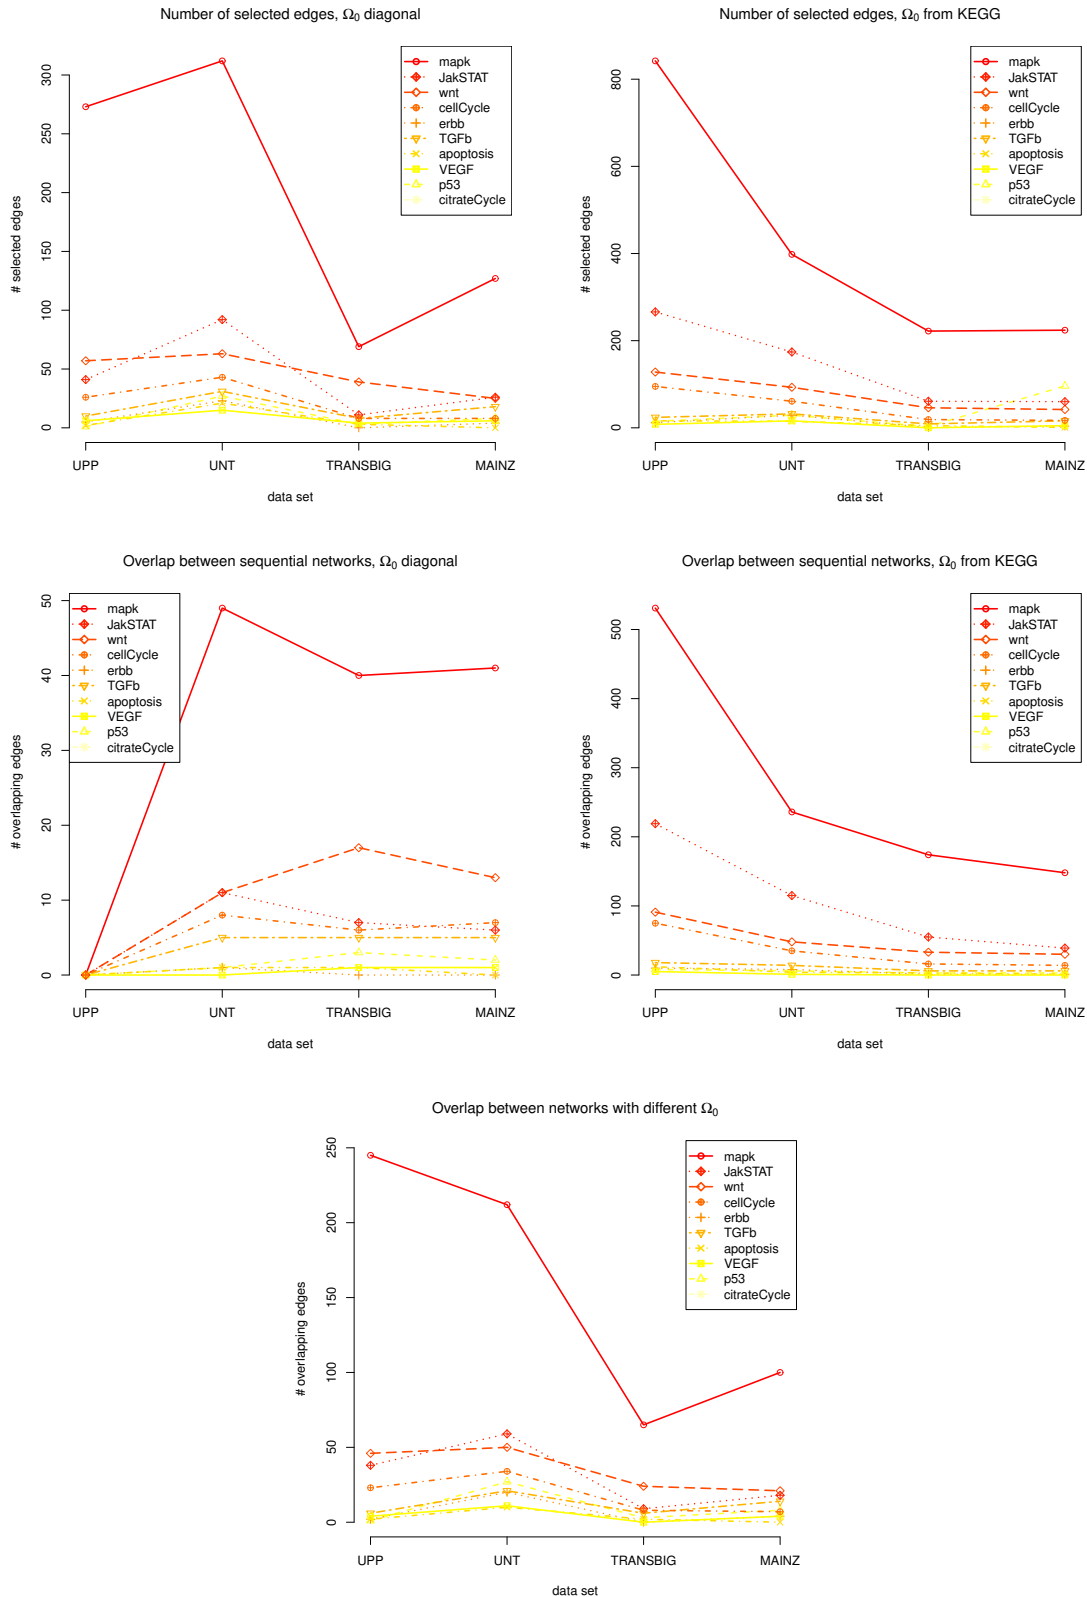 Number of selected edges, Ω₀ diagonal
# selected edges
0
50
100
150
200
250
300
mapk
JakSTAT
wnt
cellCycle
erbb
TGFb
apoptosis
VEGF
p53
citrateCycle
UPP
UNT
TRANSBIG
MAINZ
data set
Number of selected edges, Ω₀ from KEGG
# selected edges
0
200
400
600
800
mapk
JakSTAT
wnt
cellCycle
erbb
TGFb
apoptosis
VEGF
p53
citrateCycle
UPP
UNT
TRANSBIG
MAINZ
data set
Overlap between sequential networks, Ω₀ diagonal
# overlapping edges
0
10
20
30
40
50
mapk
JakSTAT
wnt
cellCycle
erbb
TGFb
apoptosis
VEGF
p53
citrateCycle
UPP
UNT
TRANSBIG
MAINZ
data set
Overlap between sequential networks, Ω₀ from KEGG
# overlapping edges
0
100
200
300
400
500
mapk
JakSTAT
wnt
cellCycle
erbb
TGFb
apoptosis
VEGF
p53
citrateCycle
UPP
UNT
TRANSBIG
MAINZ
data set
Overlap between networks with different Ω₀
# overlapping edges
0
50
100
150
200
250
mapk
JakSTAT
wnt
cellCycle
erbb
TGFb
apoptosis
VEGF
p53
citrateCycle
UPP
UNT
TRANSBIG
MAINZ
data set